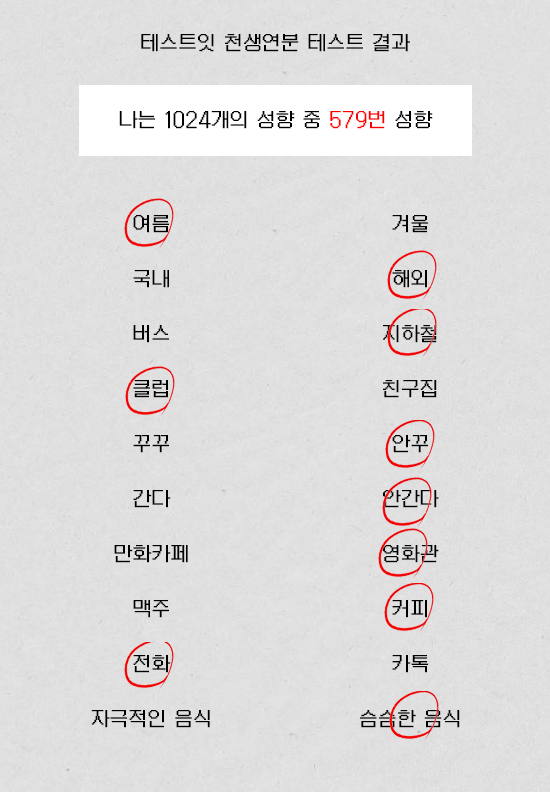 테스트잇 천생연분 테스트 결과
나는 1024개의 성향 중 579번 성향
여름 겨울
국내 해외
버스 지하철
클럽 친구집
꾸꾸 안꾸
간다 안간다
만화카페 영화관
맥주 커피
전화 카톡
자극적인 음식 슴슴한 음식